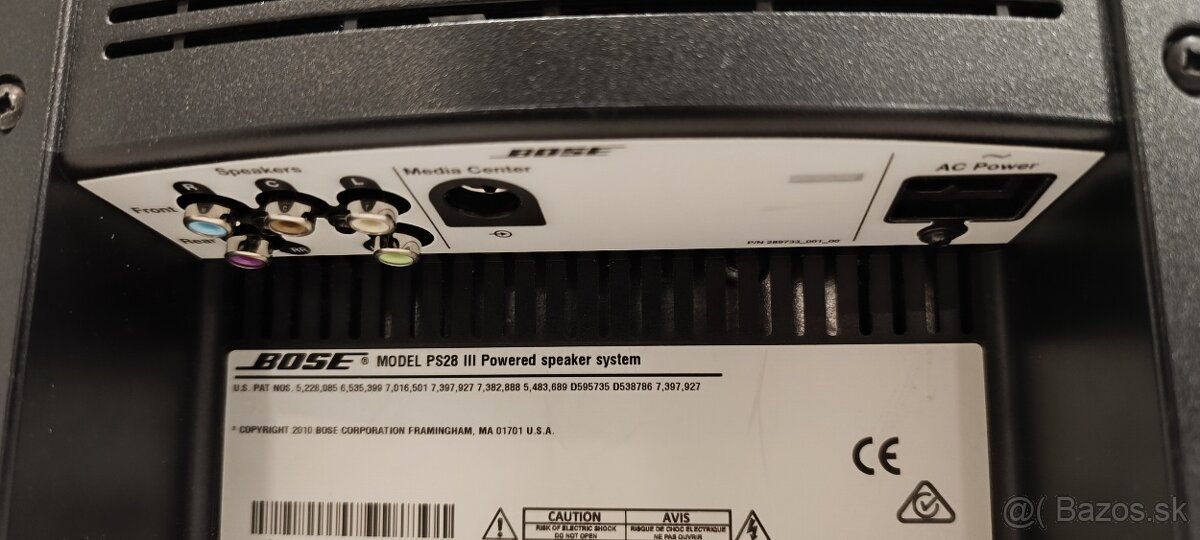 BOSE
Speakers
Media Center
AC Power
R C L
Front
Rear RR
P/N 289733_001_00
BOSE ® MODEL PS28 III Powered speaker system
U.S. PAT NOS. 5,228,085 6,535,399 7,016,501 7,397,927 7,382,888 5,483,689 D595735 D538786 7,397,927
© COPYRIGHT 2010 BOSE CORPORATION FRAMINGHAM, MA 01701 U.S.A.
CE
CAUTION AVIS
RISK OF ELECTRIC SHOCK RISQUE DE CHOC ELECTRIQUE
DO NOT OPEN NE PAS OUVRIR
@( Bazos.sk